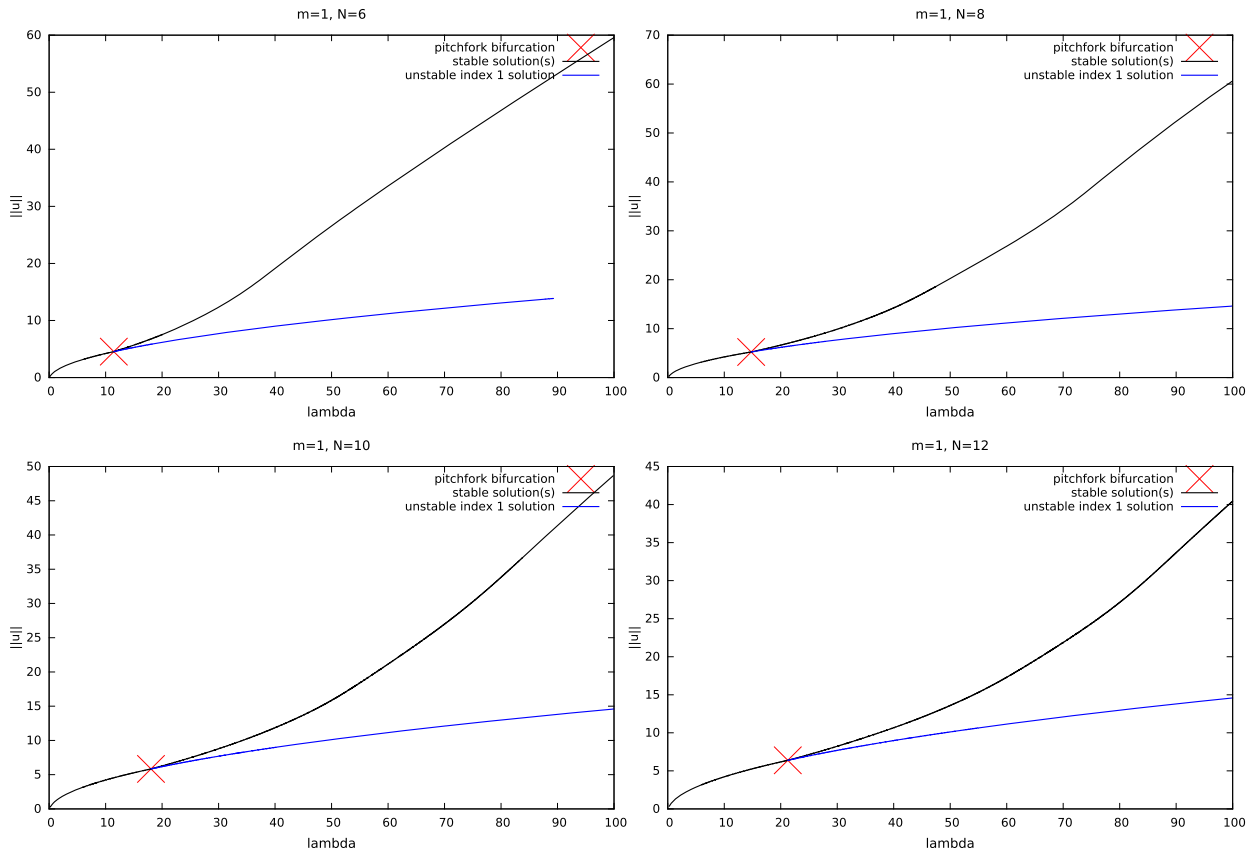 m=1, N=6
pitchfork bifurcation
stable solution(s)
unstable index 1 solution
||u||
60
50
40
30
20
10
0
0 10 20 30 40 50 60 70 80 90 100
lambda
m=1, N=8
pitchfork bifurcation
stable solution(s)
unstable index 1 solution
||u||
70
60
50
40
30
20
10
0
0 10 20 30 40 50 60 70 80 90 100
lambda
m=1, N=10
pitchfork bifurcation
stable solution(s)
unstable index 1 solution
||u||
50
45
40
35
30
25
20
15
10
5
0
0 10 20 30 40 50 60 70 80 90 100
lambda
m=1, N=12
pitchfork bifurcation
stable solution(s)
unstable index 1 solution
||u||
45
40
35
30
25
20
15
10
5
0
0 10 20 30 40 50 60 70 80 90 100
lambda